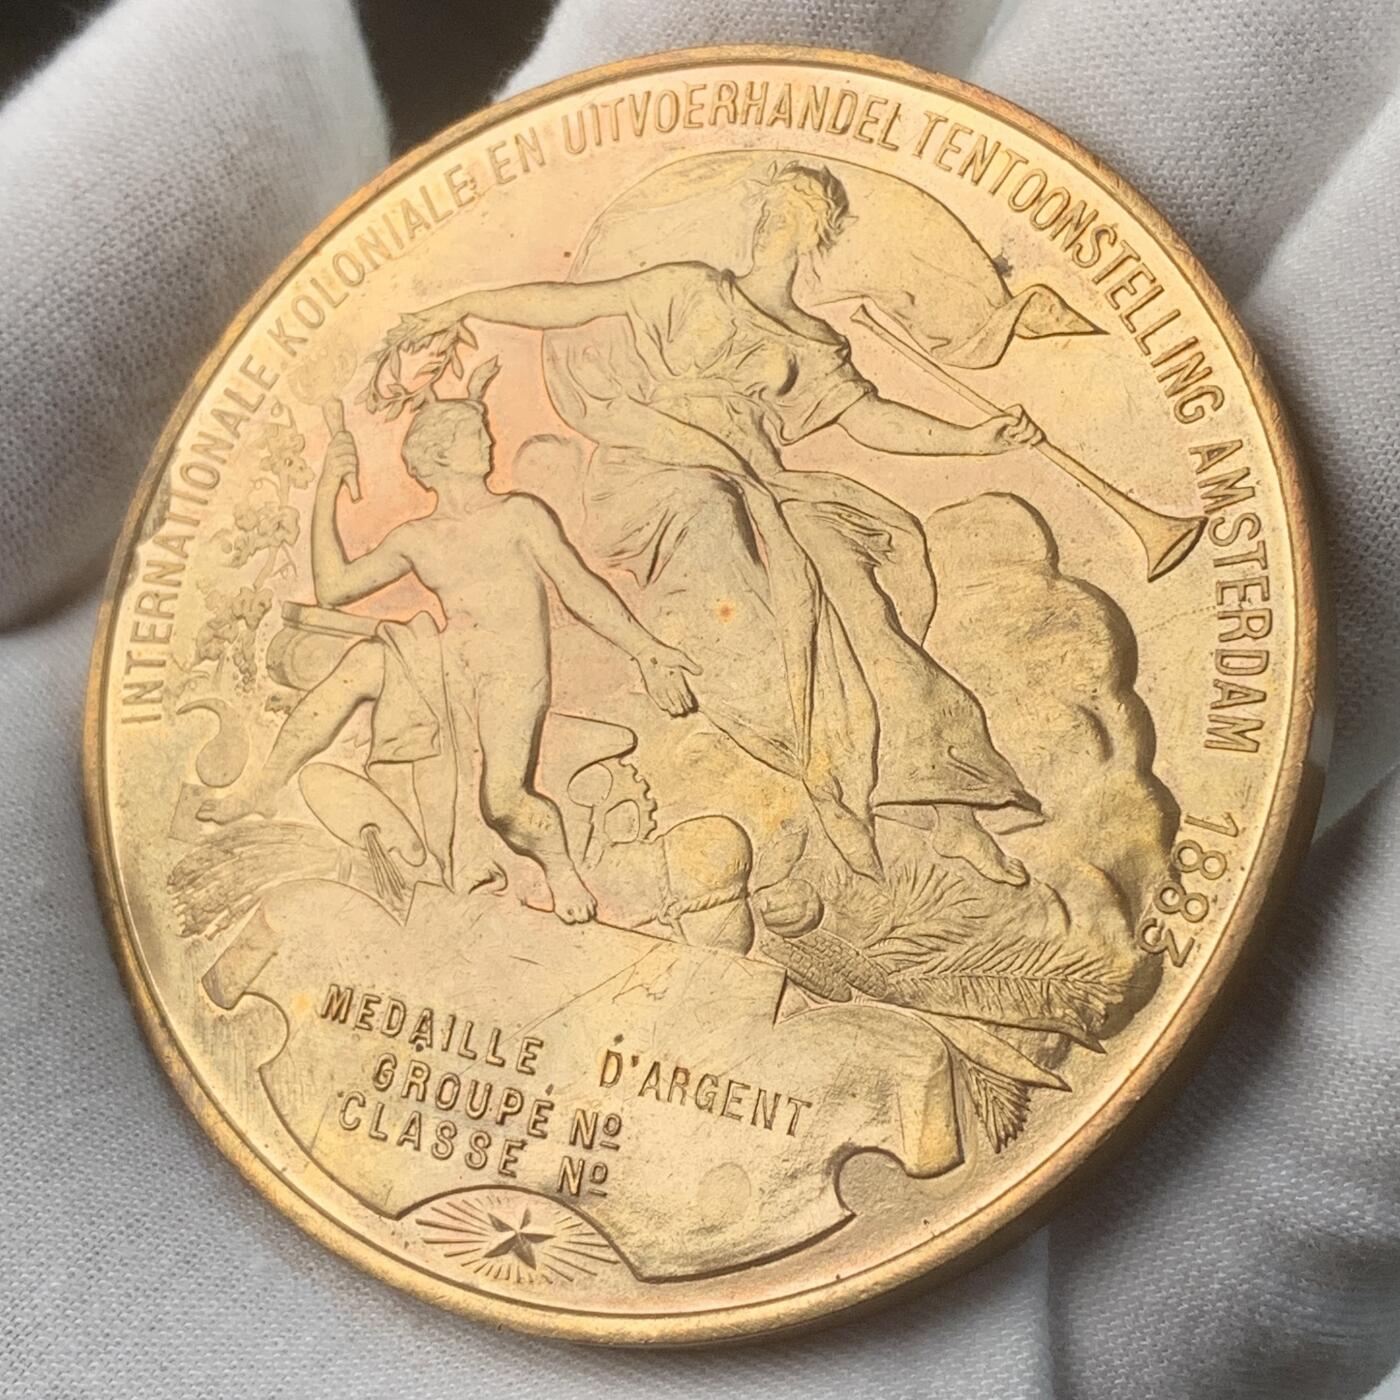 INTERNATIONALE KOLONIALE EN UITVOERHANDEL TENTOONSTELLING AMSTERDAM 1883
MEDAILLE D'ARGENT
GROUPE Nº
CLASSE Nº